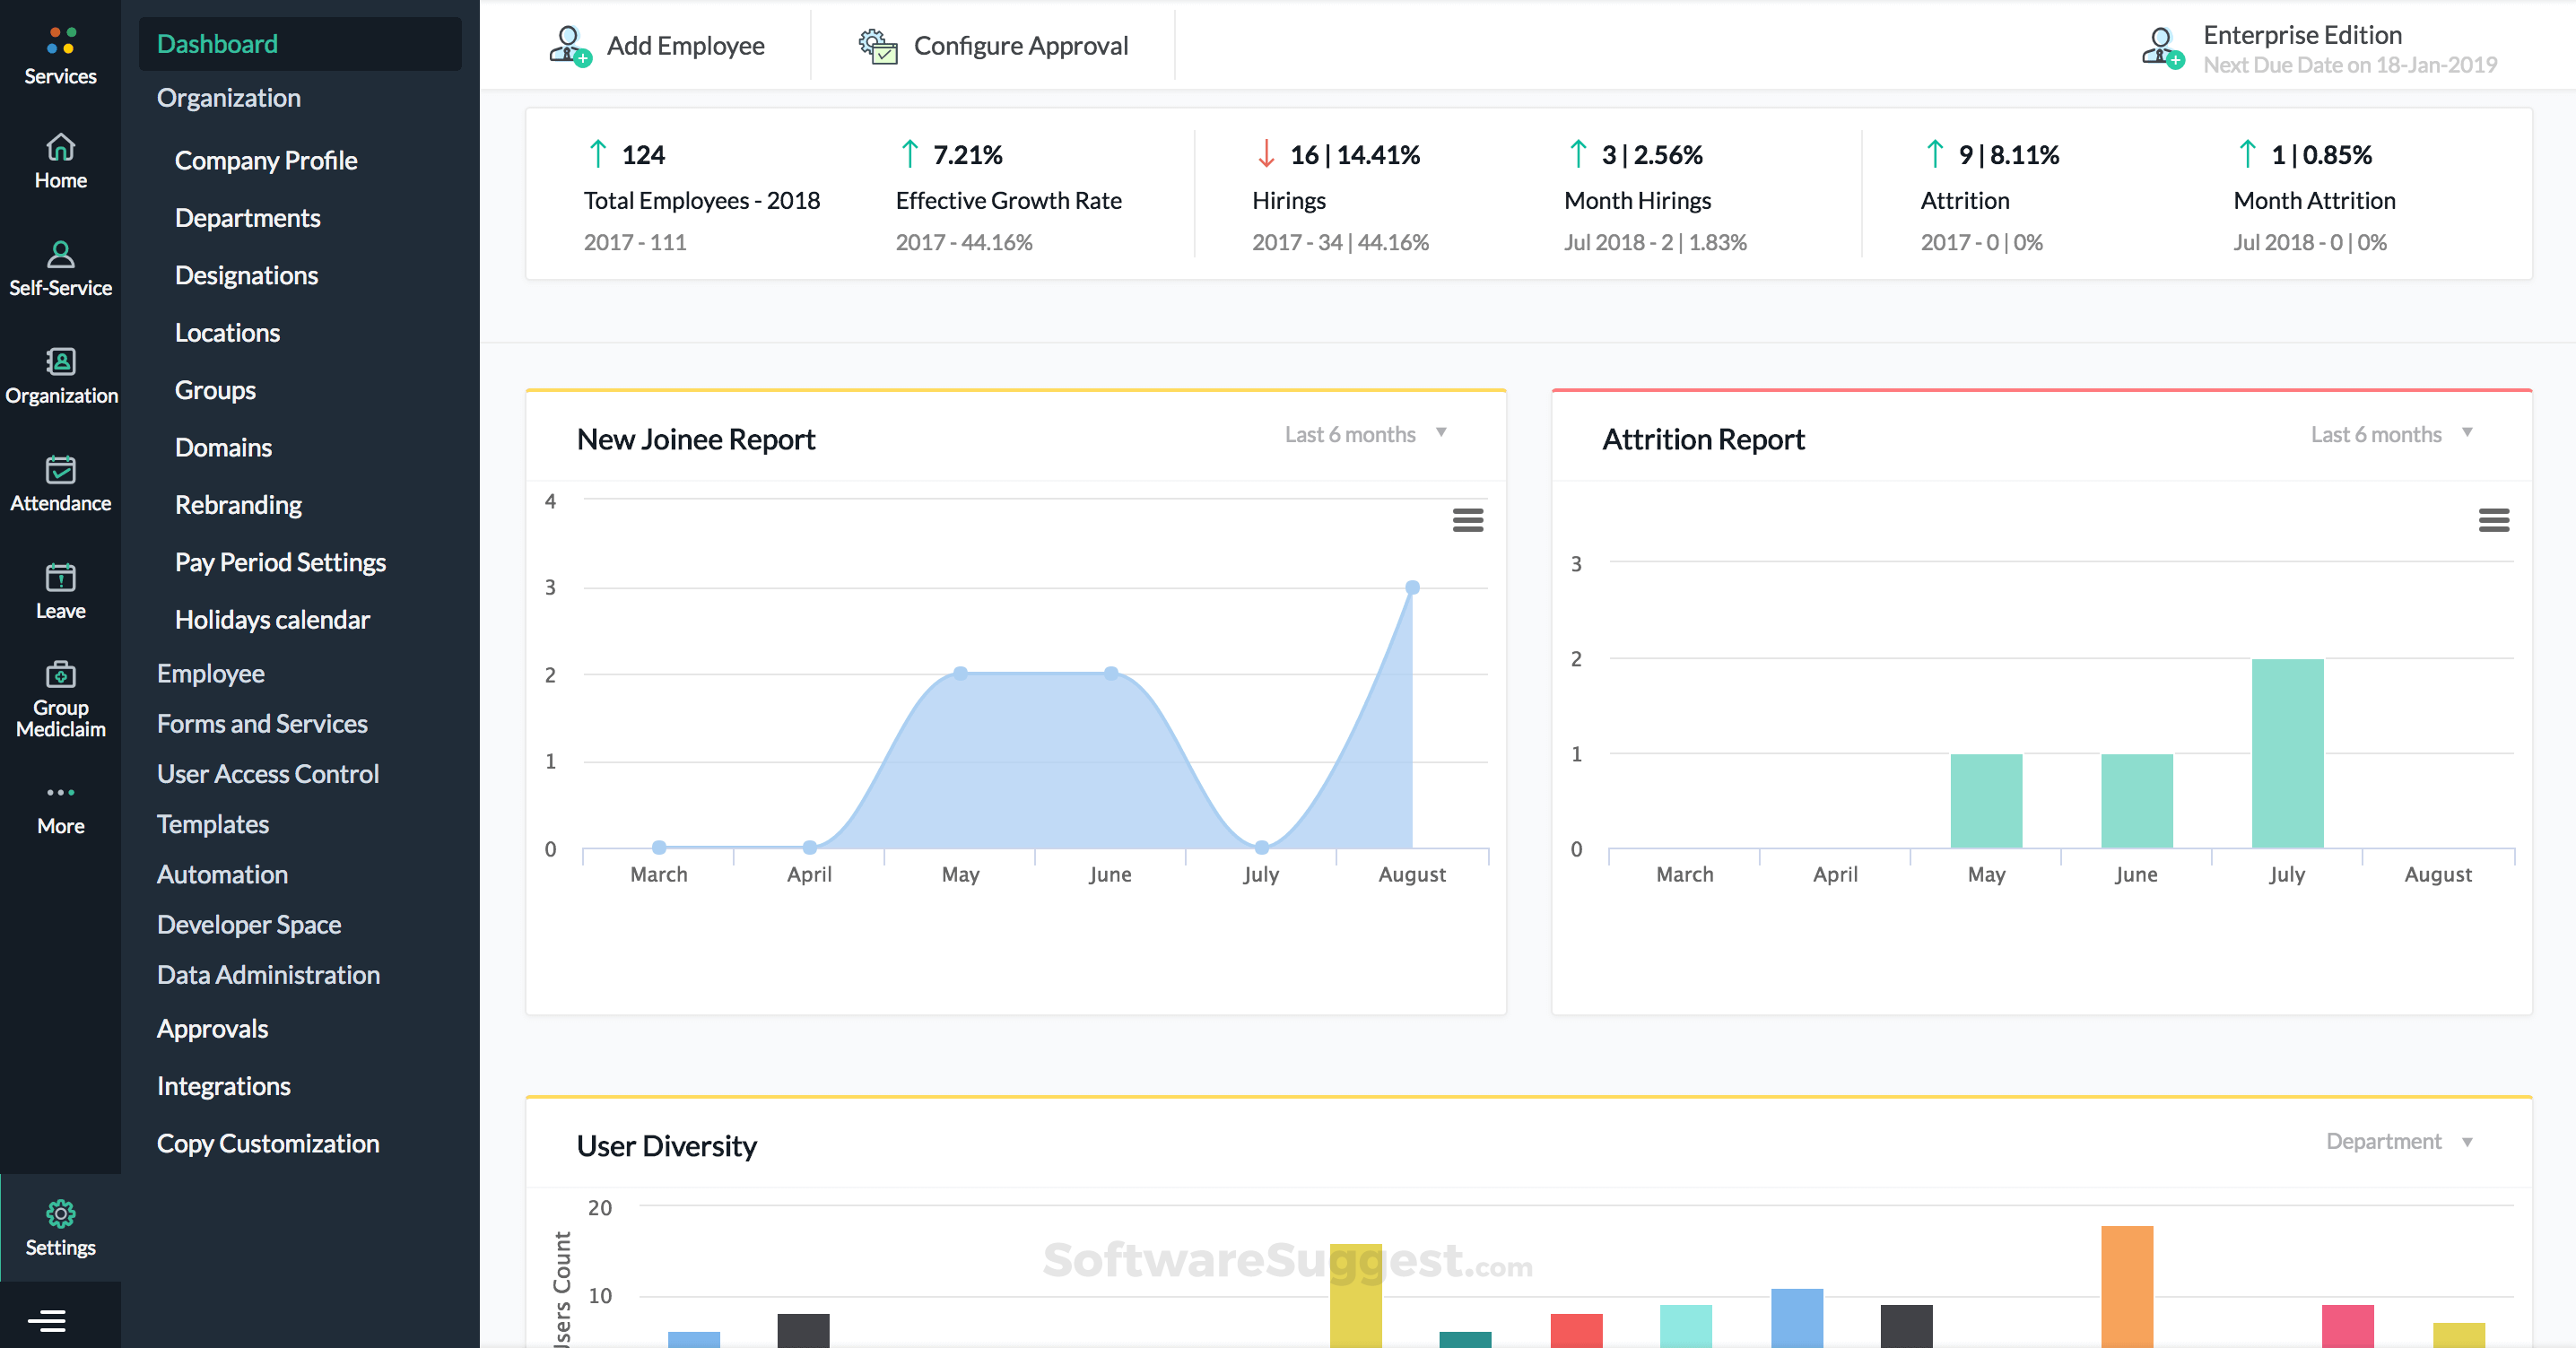 Services
Home
Self-Service
Organization
Attendance
Leave
Group
Mediclaim
More
Settings
Dashboard
Organization
Company Profile
Departments
Designations
Locations
Groups
Domains
Rebranding
Pay Period Settings
Holidays calendar
Employee
Forms and Services
User Access Control
Templates
Automation
Developer Space
Data Administration
Approvals
Integrations
Copy Customization
Add Employee
Configure Approval
Enterprise Edition
Next Due Date on 18-Jan-2019
124
Total Employees - 2018
2017 - 111
7.21%
Effective Growth Rate
2017 - 44.16%
16 | 14.41%
Hirings
2017 - 34 | 44.16%
3 | 2.56%
Month Hirings
Jul 2018 - 2 | 1.83%
9 | 8.11%
Attrition
2017 - 0 | 0%
1 | 0.85%
Month Attrition
Jul 2018 - 0 | 0%
New Joinee Report
Last 6 months
4
3
2
1
0
March April May June July August
Attrition Report
Last 6 months
3
2
1
0
March April May June July August
User Diversity
Department
Users Count
20
10
SoftwareSuggest.com